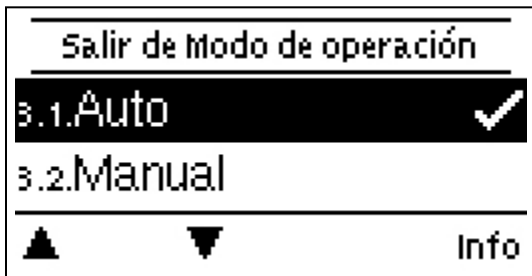 Salir de Modo de operación
3.1.Auto
3.2.Manual
Info